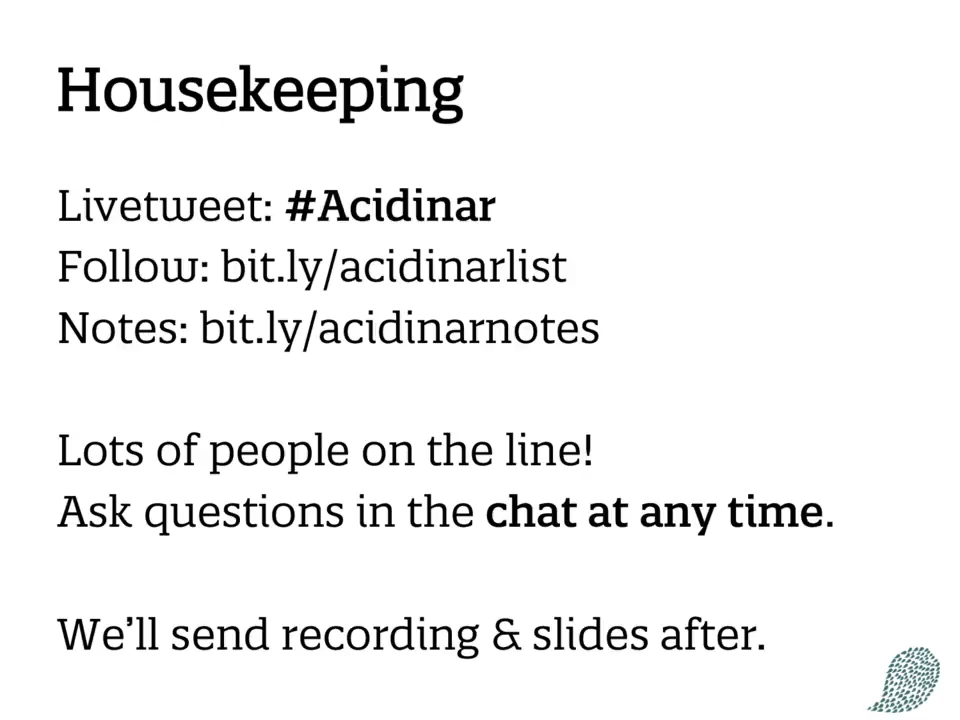 Housekeeping
Livetweet: #Acidinar
Follow: bit.ly/acidinarlist
Notes: bit.ly/acidinarnotes
Lots of people on the line!
Ask questions in the chat at any time.
We’ll send recording & slides after.